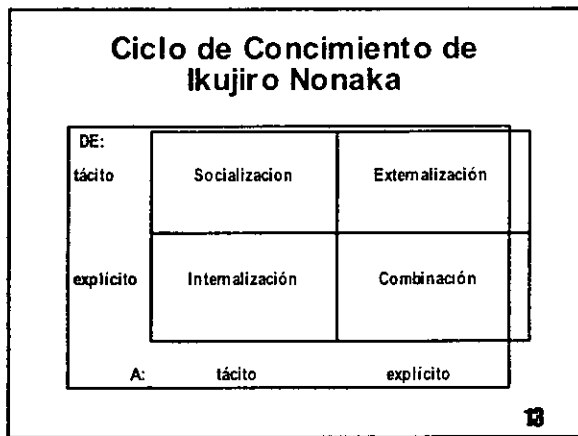 Ciclo de Concimiento de
Ikujiro Nonaka
DE:
tácito Socializacion Externalización
explícito Internalización Combinación
A: tácito explícito
13